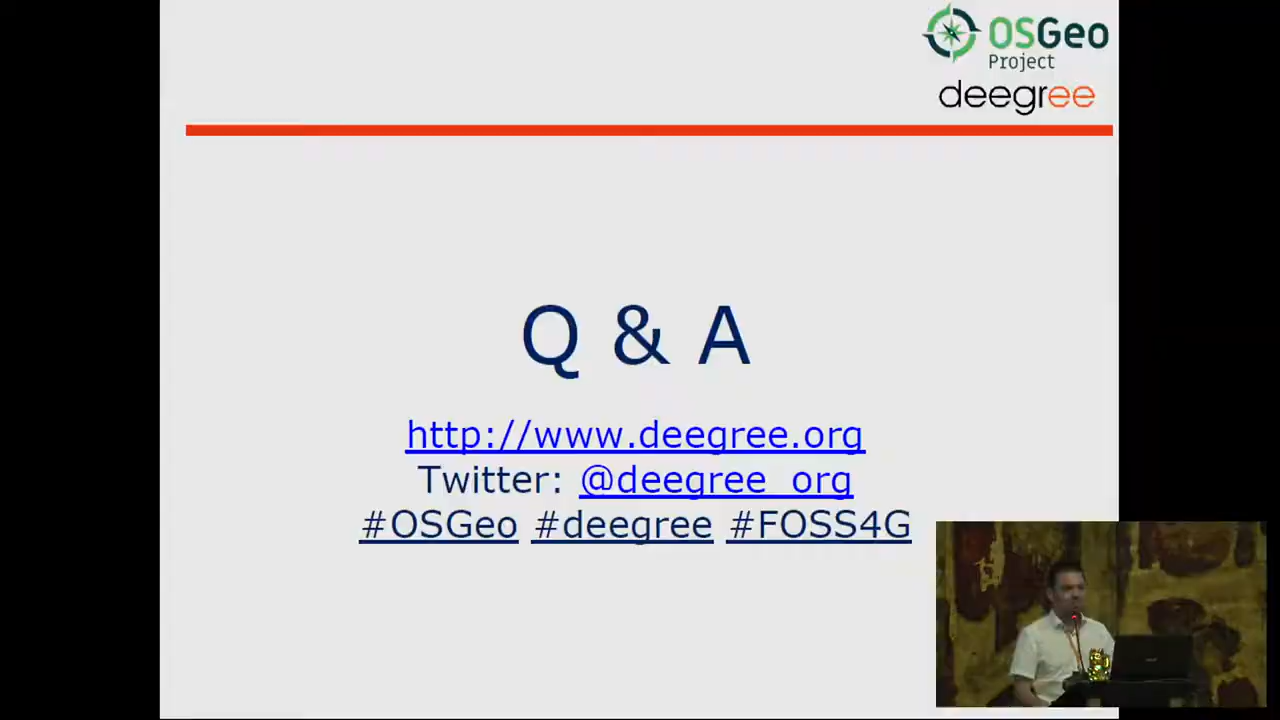 OSGeo
Project
deegree
Q & A
http://www.deegree.org
Twitter: @deegree_org
#OSGeo #deegree #FOSS4G